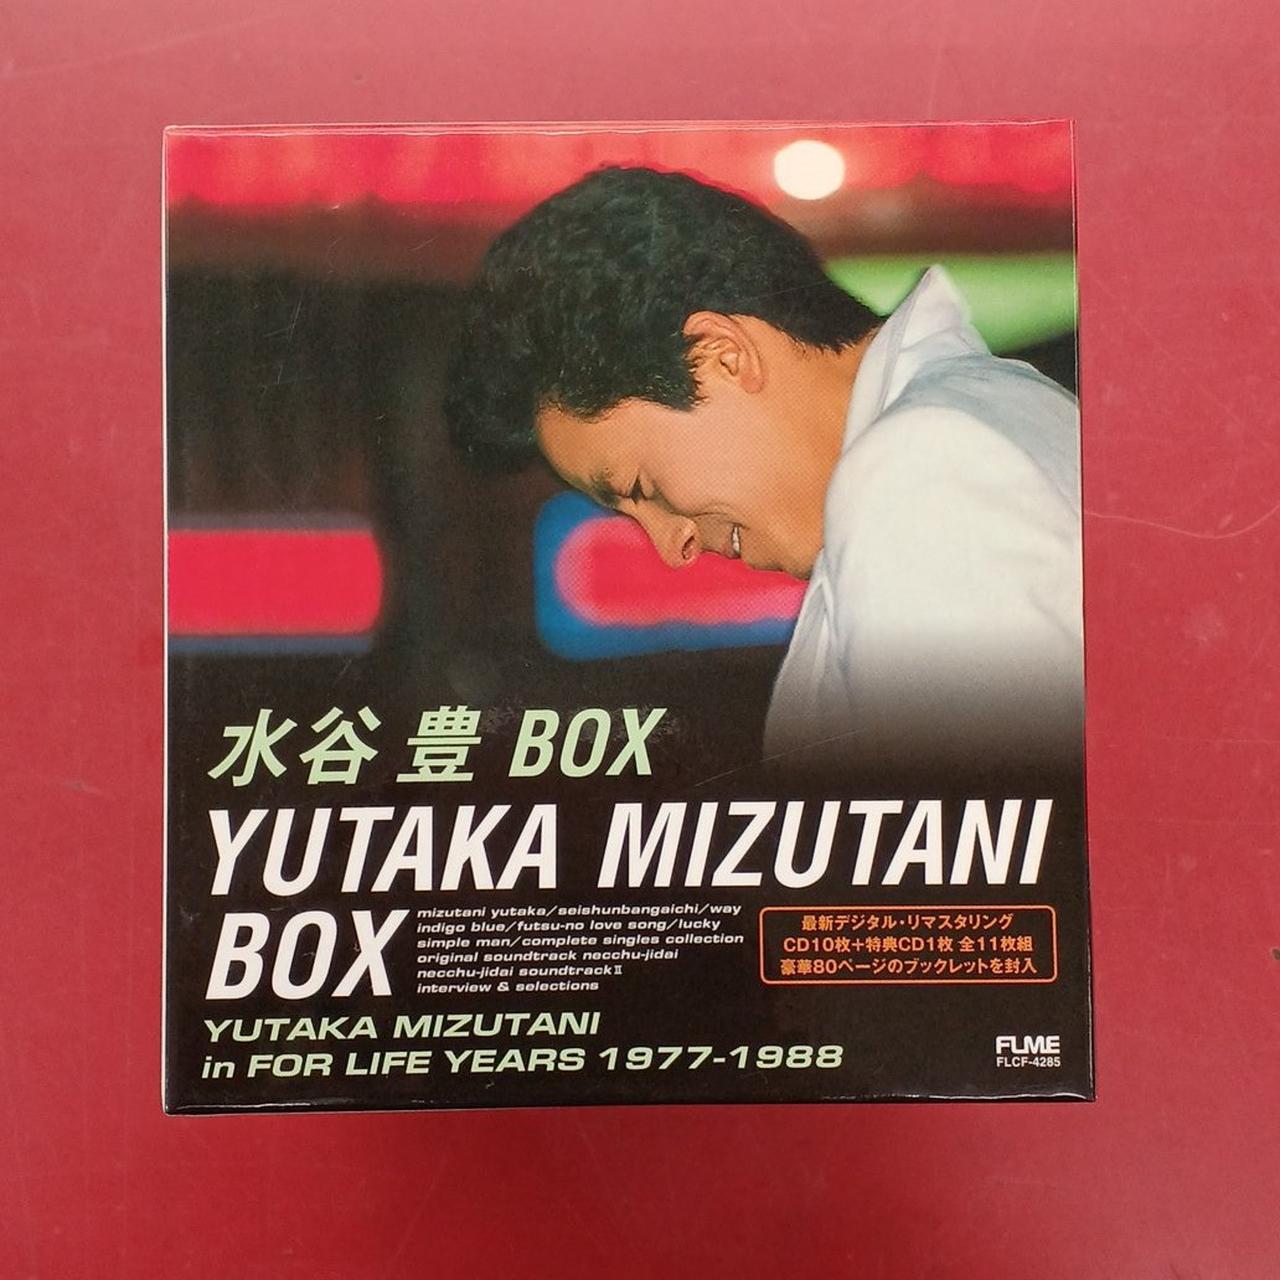 水谷 豊 BOX
YUTAKA MIZUTANI
BOX
mizutani yutaka/seishunbangaichi/way
indigo blue/futsu-no love song/lucky
simple man/complete singles collection
original soundtrack necchu-jidai
necchu-jidai soundtrackⅡ
interview & selections
最新デジタル・リマスタリング
CD10枚+特典CD1枚 全11枚組
豪華80ページのブックレットを封入
YUTAKA MIZUTANI
in FOR LIFE YEARS 1977-1988
FLME
FLCF-4285